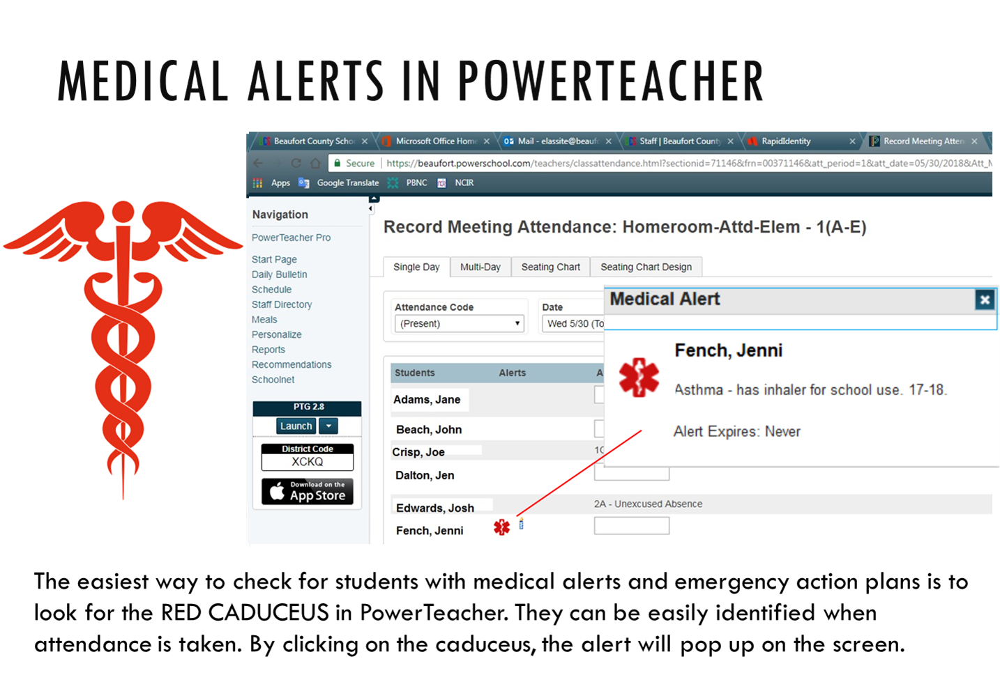 MEDICAL ALERTS IN POWERTEACHER
Beaufort County Scho
Microsoft Office Home
Mail - elassite@beauf
Staff | Beaufort County
RapidIdentity
Record Meeting Atten
Secure
https://beaufort.powerschool.com/teachers/classattendance.html?sectionid=71146&frn=00371146&att_period=1&att_date=05/30/2018&Att_M
Apps
Google Translate
PBNC
NCIR
Navigation
PowerTeacher Pro
Start Page
Daily Bulletin
Schedule
Staff Directory
Meals
Personalize
Reports
Recommendations
Schoolnet
PTG 2.8
Launch
District Code
XCKQ
Download on the
App Store
Record Meeting Attendance: Homeroom-Attd-Elem - 1(A-E)
Single Day
Multi-Day
Seating Chart
Seating Chart Design
Attendance Code
(Present)
Date
Wed 5/30 (To
Students
Alerts
A
Adams, Jane
Beach, John
Crisp, Joe
Dalton, Jen
Edwards, Josh
2A - Unexcused Absence
Fench, Jenni
Medical Alert
Fench, Jenni
Asthma - has inhaler for school use. 17-18.
Alert Expires: Never
The easiest way to check for students with medical alerts and emergency action plans is to
look for the RED CADUCEUS in PowerTeacher. They can be easily identified when
attendance is taken. By clicking on the caduceus, the alert will pop up on the screen.